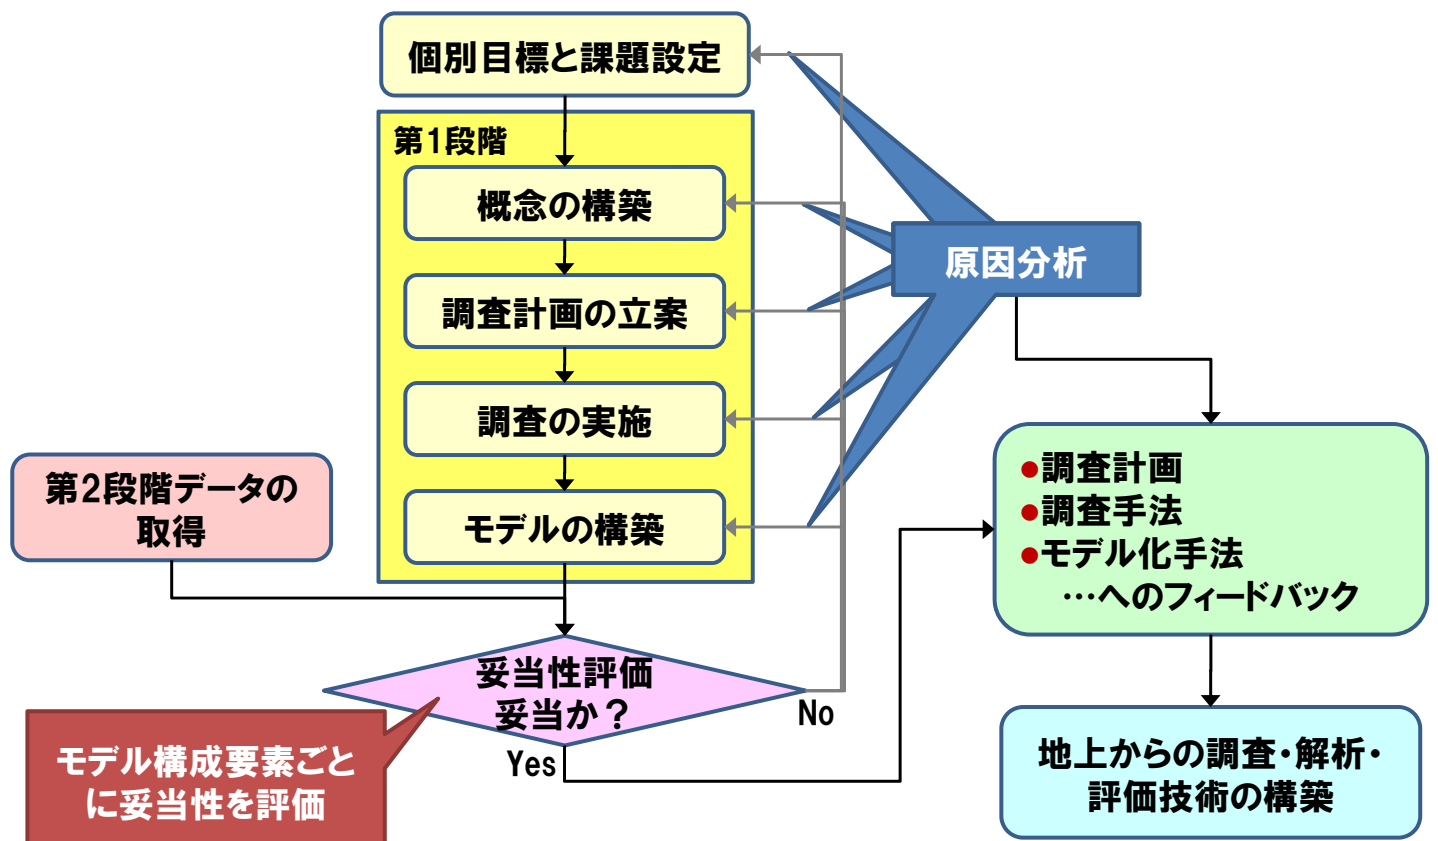 個別目標と課題設定
第1段階
概念の構築
調査計画の立案
調査の実施
モデルの構築
原因分析
第2段階データの
取得
妥当性評価
妥当か？
No
Yes
モデル構成要素ごと
に妥当性を評価
●調査計画
●調査手法
●モデル化手法
…へのフィードバック
地上からの調査・解析・
評価技術の構築